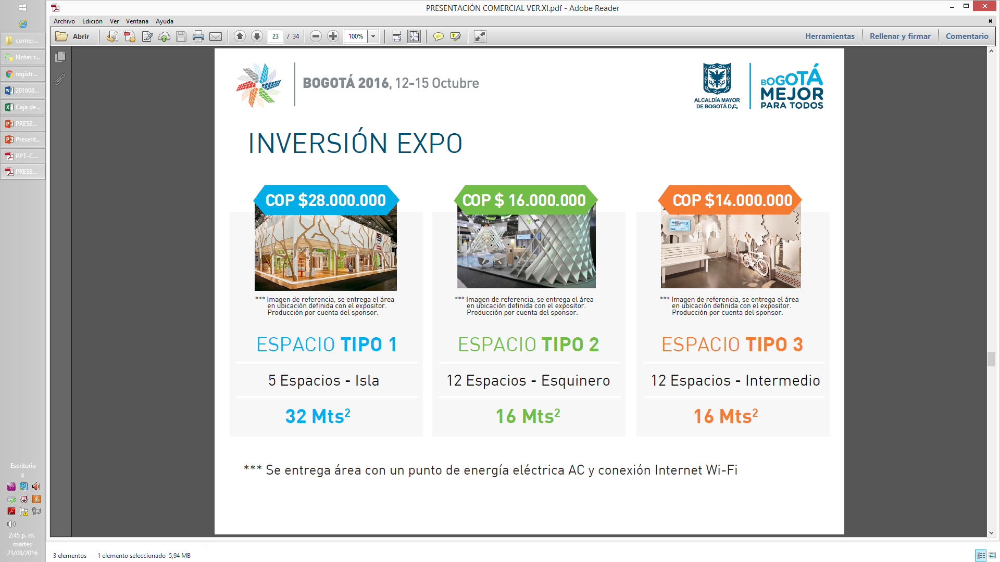 PRESENTACIÓN COMERCIAL VER.XI.pdf - Adobe Reader
Archivo Edición Ver Ventana Ayuda
Abrir 23 / 34 100% Herramientas Rellenar y firmar Comentario
comer...
Notas r...
registr...
201608...
Caja de...
PRESE...
Present...
PPT-C...
PRESE...
BOGOTÁ 2016, 12-15 Octubre
ALCALDÍA MAYOR
DE BOGOTÁ D.C.
BOGOTÁ
MEJOR
PARA TODOS
INVERSIÓN EXPO
COP $28.000.000
*** Imagen de referencia, se entrega el área
en ubicación definida con el expositor.
Producción por cuenta del sponsor.
ESPACIO TIPO 1
5 Espacios - Isla
32 Mts²
COP $ 16.000.000
*** Imagen de referencia, se entrega el área
en ubicación definida con el expositor.
Producción por cuenta del sponsor.
ESPACIO TIPO 2
12 Espacios - Esquinero
16 Mts²
COP $14.000.000
*** Imagen de referencia, se entrega el área
en ubicación definida con el expositor.
Producción por cuenta del sponsor.
ESPACIO TIPO 3
12 Espacios - Intermedio
16 Mts²
*** Se entrega área con un punto de energía eléctrica AC y conexión Internet Wi-Fi
Escritorio
2:45 p. m.
martes
23/08/2016
3 elementos 1 elemento seleccionado 5,94 MB